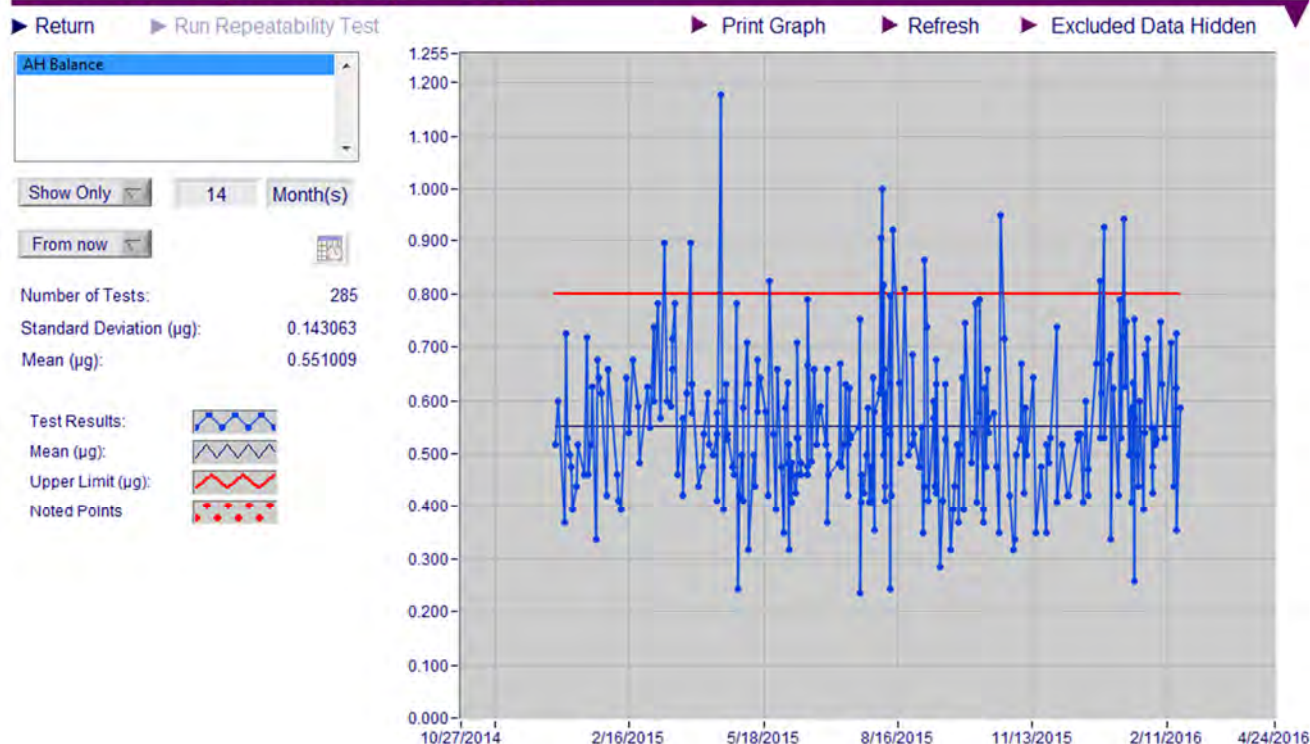 Return
Run Repeatability Test
Print Graph
Refresh
Excluded Data Hidden
AH Balance
Show Only
14
Month(s)
From now
Number of Tests: 285
Standard Deviation (µg): 0.143063
Mean (µg): 0.551009
Test Results:
Mean (µg):
Upper Limit (µg):
Noted Points
1.255
1.200
1.100
1.000
0.900
0.800
0.700
0.600
0.500
0.400
0.300
0.200
0.100
0.000
10/27/2014
2/16/2015
5/18/2015
8/16/2015
11/13/2015
2/11/2016
4/24/2016